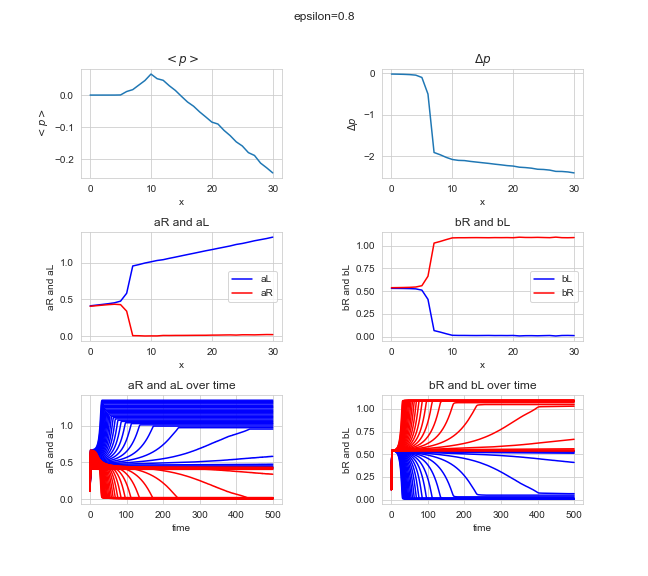 epsilon=0.8
< p >
Δp
< p >
0.0
−0.1
−0.2
0 10 20 30
x
Δp
0
−1
−2
0 10 20 30
x
aR and aL
bR and bL
aR and aL
1.0
0.5
0.0
aL
aR
0 10 20 30
x
bR and bL
1.00
0.75
0.50
0.25
0.00
bL
bR
0 10 20 30
x
aR and aL over time
bR and bL over time
aR and aL
1.0
0.5
0.0
0 100 200 300 400 500
time
bR and bL
1.00
0.75
0.50
0.25
0.00
0 100 200 300 400 500
time